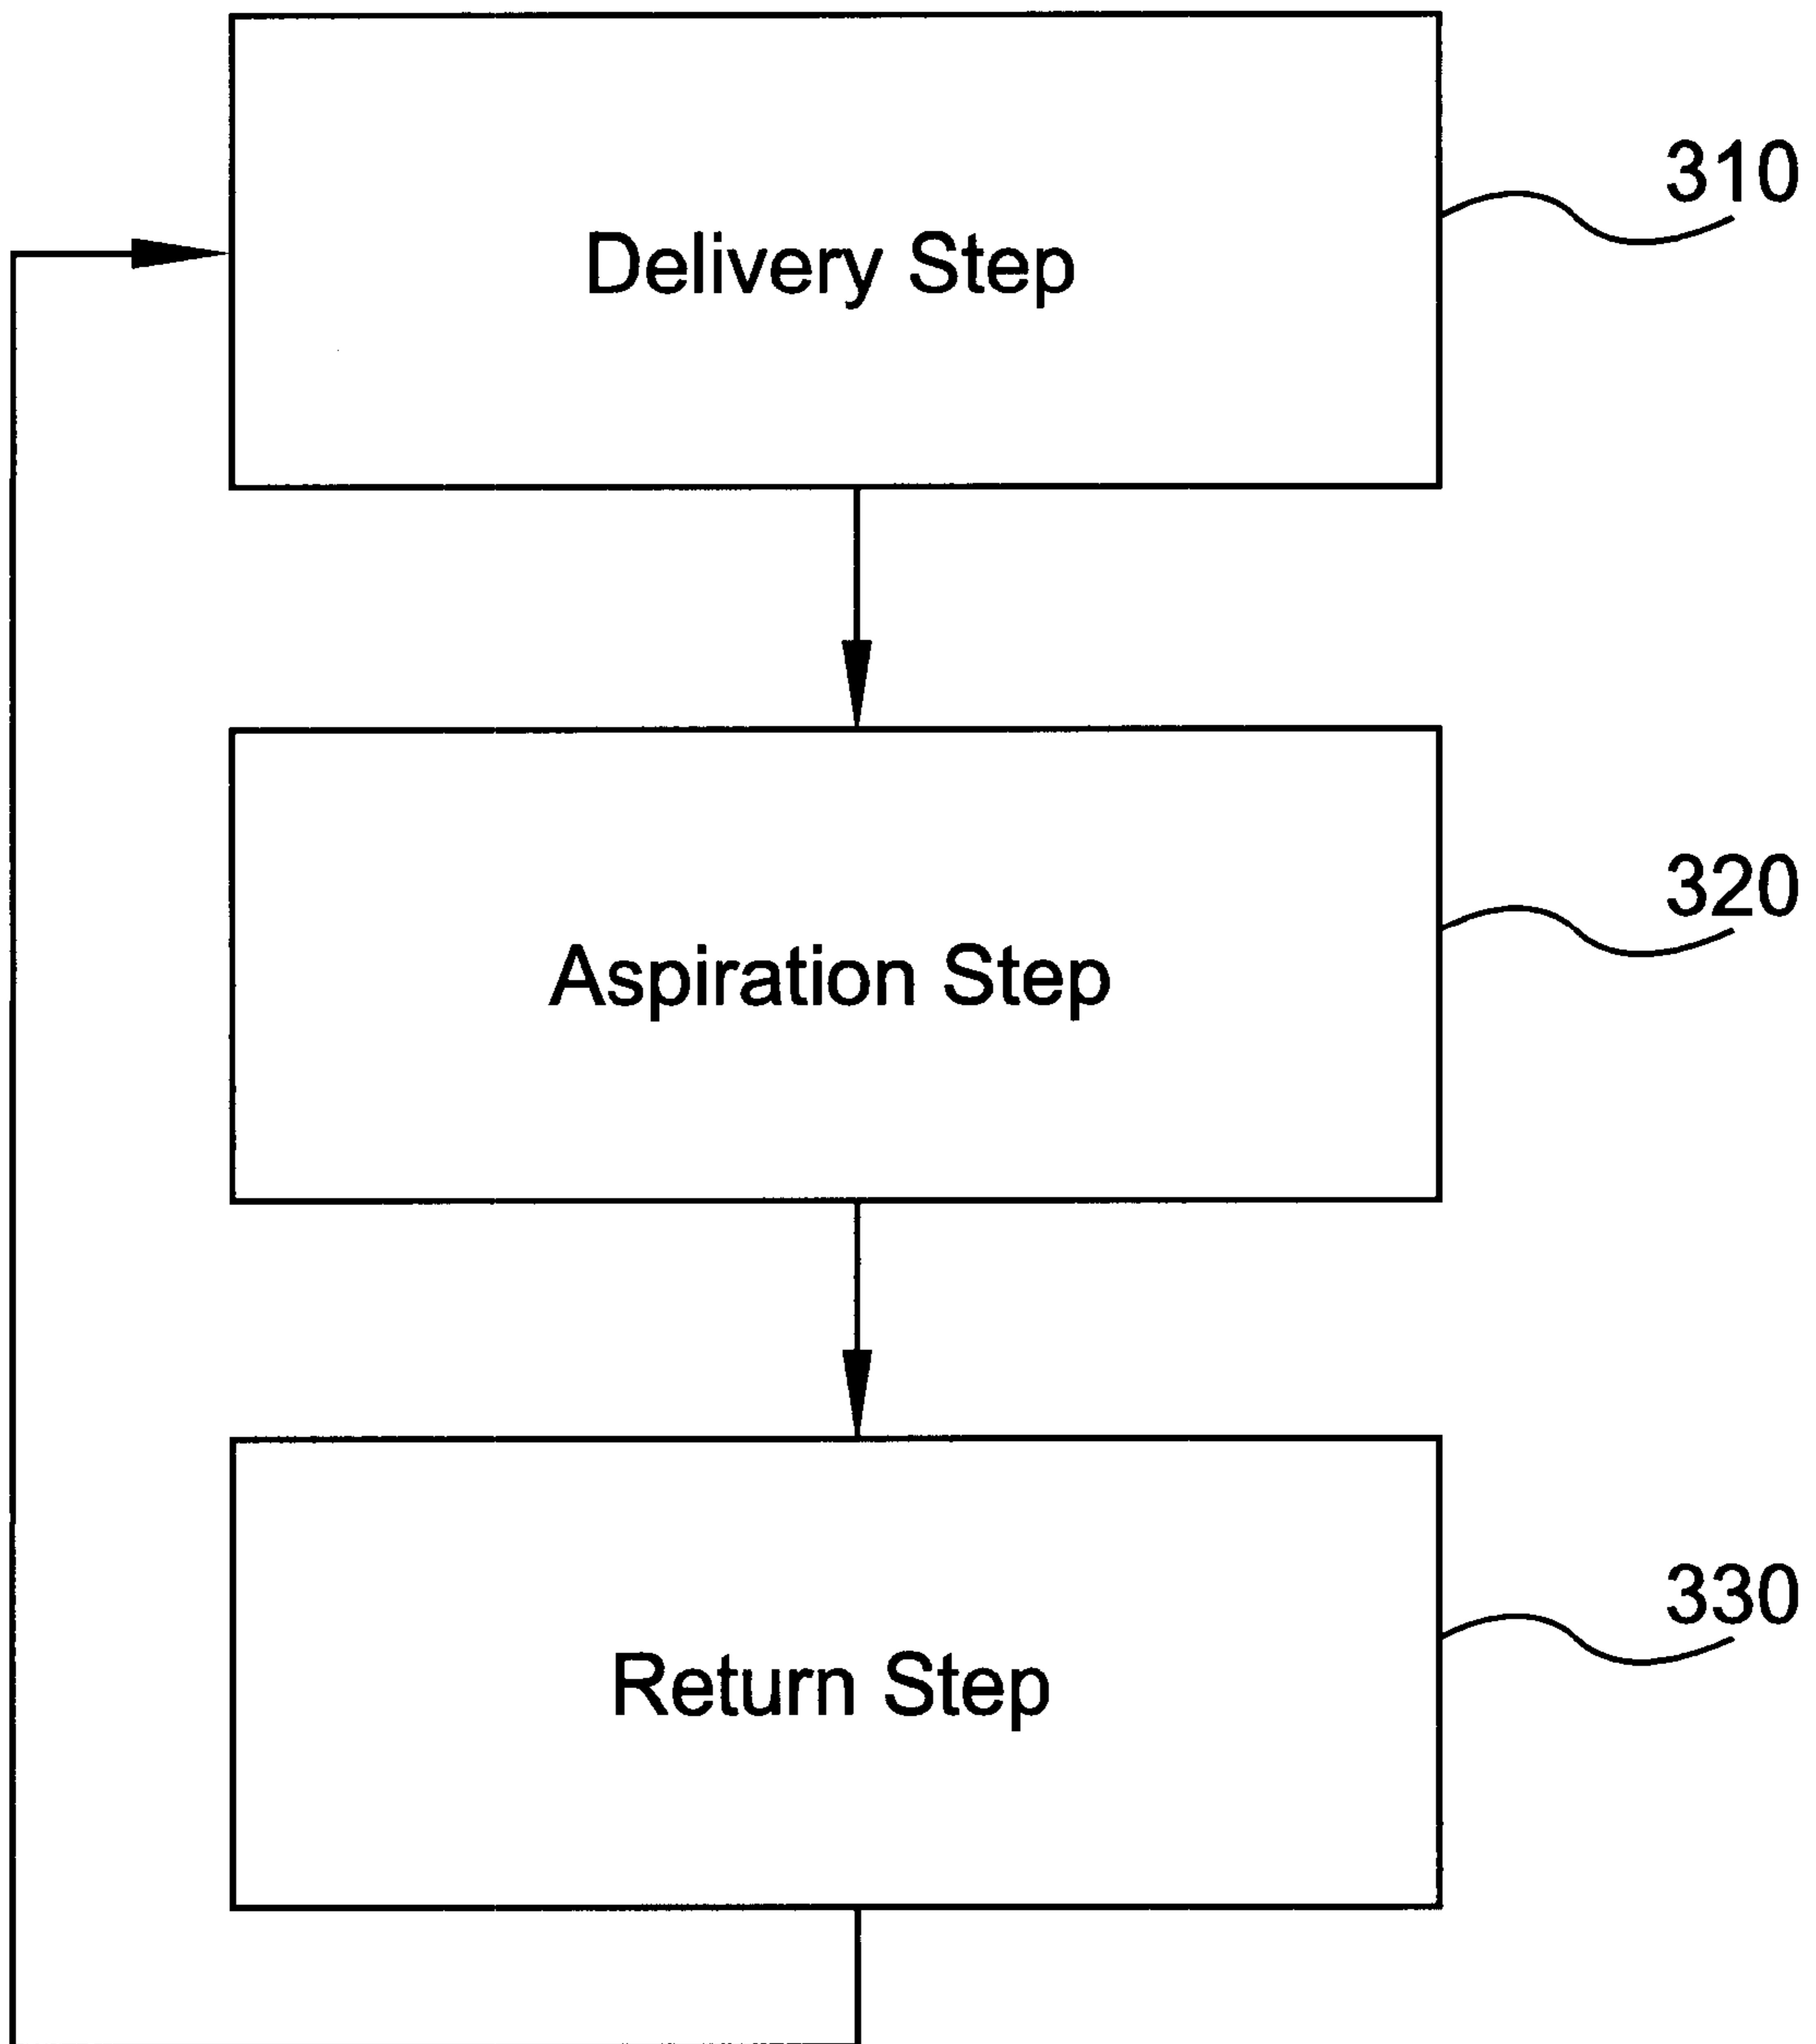 310
Delivery Step
320
Aspiration Step
330
Return Step